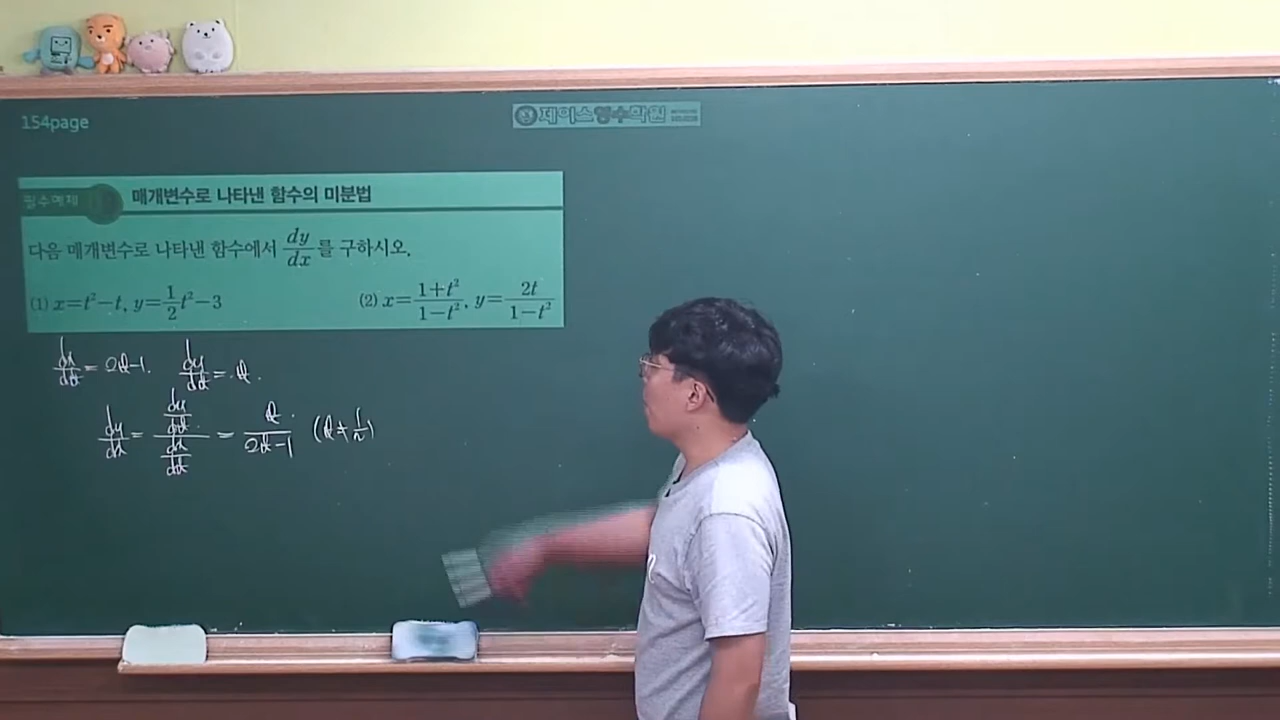 154page
제이스영수학원
필수예제
매개변수로 나타낸 함수의 미분법
다음 매개변수로 나타낸 함수에서 dy/dx 를 구하시오.
(1) x=t²-t, y=1/2t²-3 (2) x=(1+t²)/(1-t²), y=2t/(1-t²)
dx/dt = 2t-1. dy/dt = t.
dy/dx = (dy/dt)/(dx/dt) = t/(2t-1) (t≠1/2)